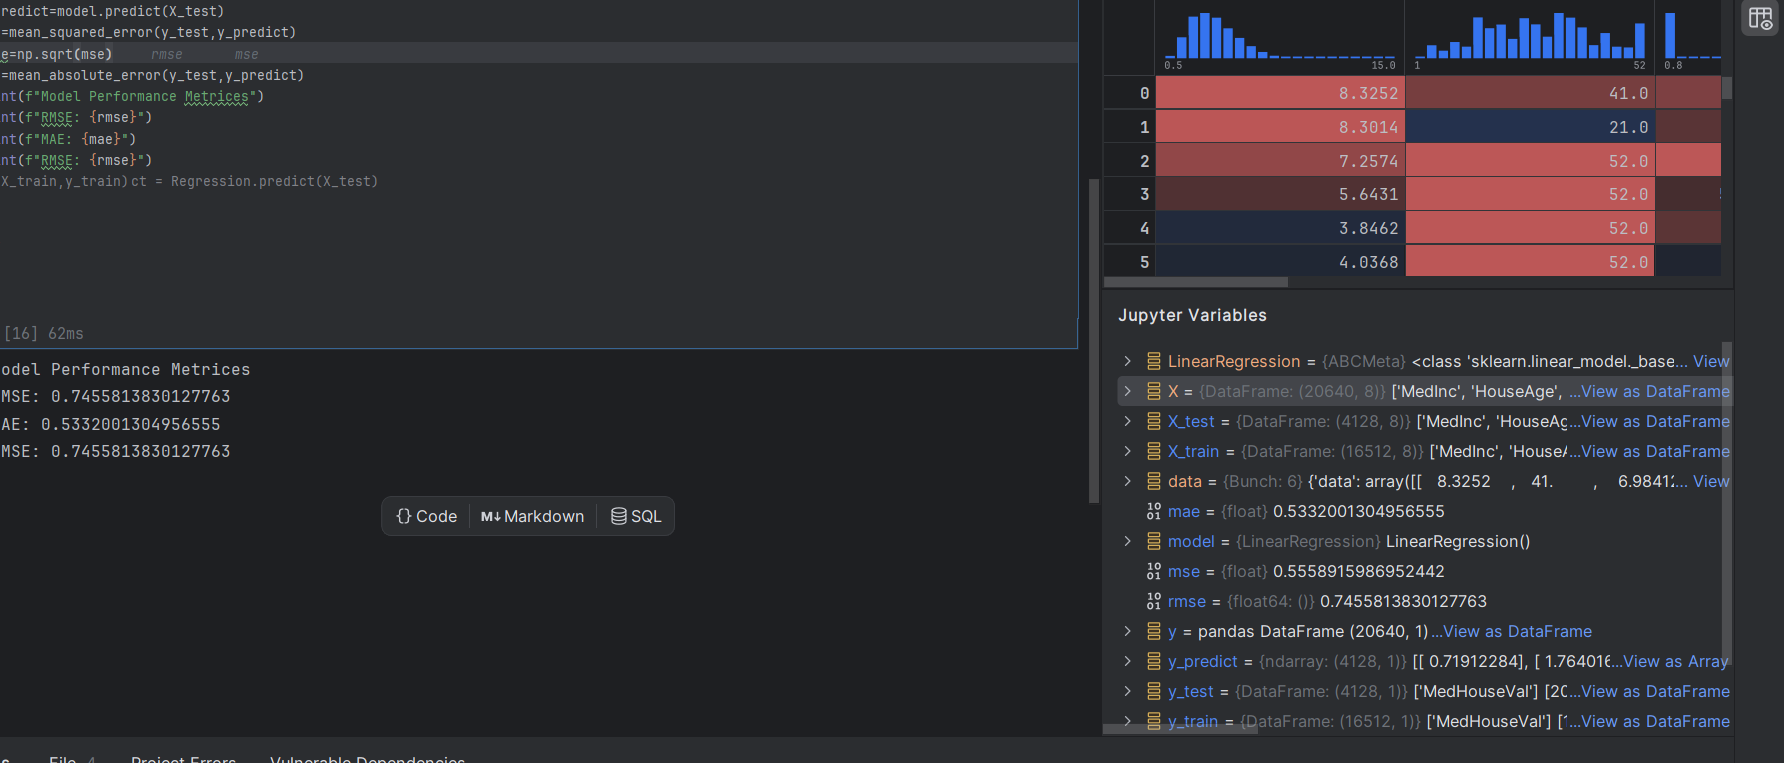 redict=model.predict(X_test)
=mean_squared_error(y_test,y_predict)
e=np.sqrt(mse) rmse mse
=mean_absolute_error(y_test,y_predict)
nt(f"Model Performance Metrices")
nt(f"RMSE: {rmse}")
nt(f"MAE: {mae}")
nt(f"RMSE: {rmse}")
X_train,y_train)ct = Regression.predict(X_test)
[16] 62ms
odel Performance Metrices
MSE: 0.7455813830127763
AE: 0.5332001304956555
MSE: 0.7455813830127763
{} Code M↓ Markdown SQL
0.5 15.0 1 52 0.8
0 8.3252 41.0
1 8.3014 21.0
2 7.2574 52.0
3 5.6431 52.0
4 3.8462 52.0
5 4.0368 52.0
Jupyter Variables
LinearRegression = {ABCMeta} <class 'sklearn.linear_model._base... View
X = {DataFrame: (20640, 8)} ['MedInc', 'HouseAge', ...View as DataFrame
X_test = {DataFrame: (4128, 8)} ['MedInc', 'HouseAg...View as DataFrame
X_train = {DataFrame: (16512, 8)} ['MedInc', 'House...View as DataFrame
data = {Bunch: 6} {'data': array([[ 8.3252 , 41. , 6.98412... View
10 01 mae = {float} 0.5332001304956555
model = {LinearRegression} LinearRegression()
10 01 mse = {float} 0.5558915986952442
10 01 rmse = {float64: ()} 0.7455813830127763
y = pandas DataFrame (20640, 1) ...View as DataFrame
y_predict = {ndarray: (4128, 1)} [[ 0.71912284], [ 1.764016...View as Array
y_test = {DataFrame: (4128, 1)} ['MedHouseVal'] [20...View as DataFrame
y_train = {DataFrame: (16512, 1)} ['MedHouseVal'] [...View as DataFrame
s File 4 Project Errors Vulnerable Dependencies